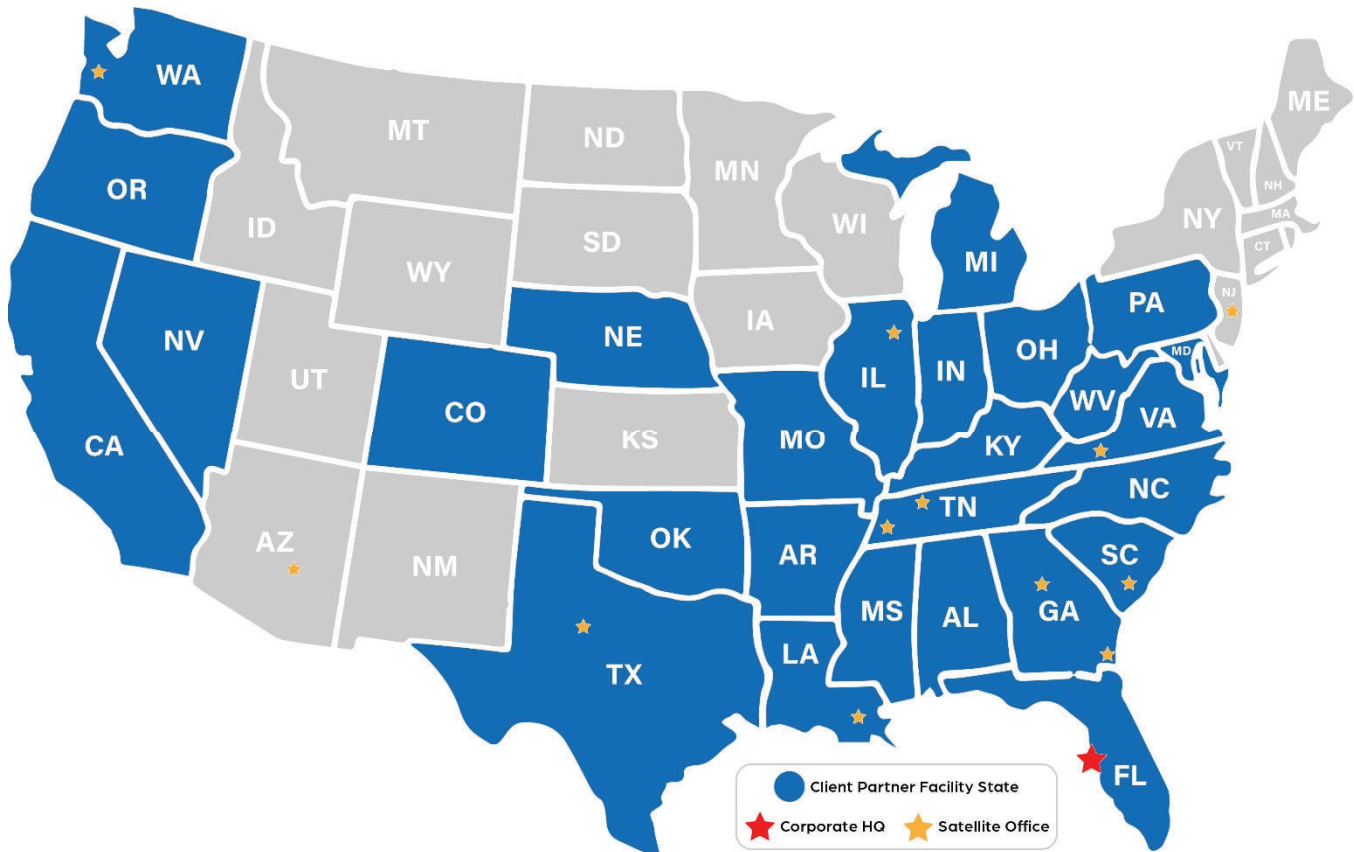 WA
MT
ND
MN
ME
VT
NH
OR
ID
SD
WI
NY
MA
CT
WY
MI
NV
NE
IA
PA
NJ
UT
CO
IL
IN
OH
MD
CA
KS
MO
KY
WV
VA
AZ
NM
OK
AR
TN
NC
SC
TX
LA
MS
AL
GA
FL
Client Partner Facility State
Corporate HQ Satellite Office